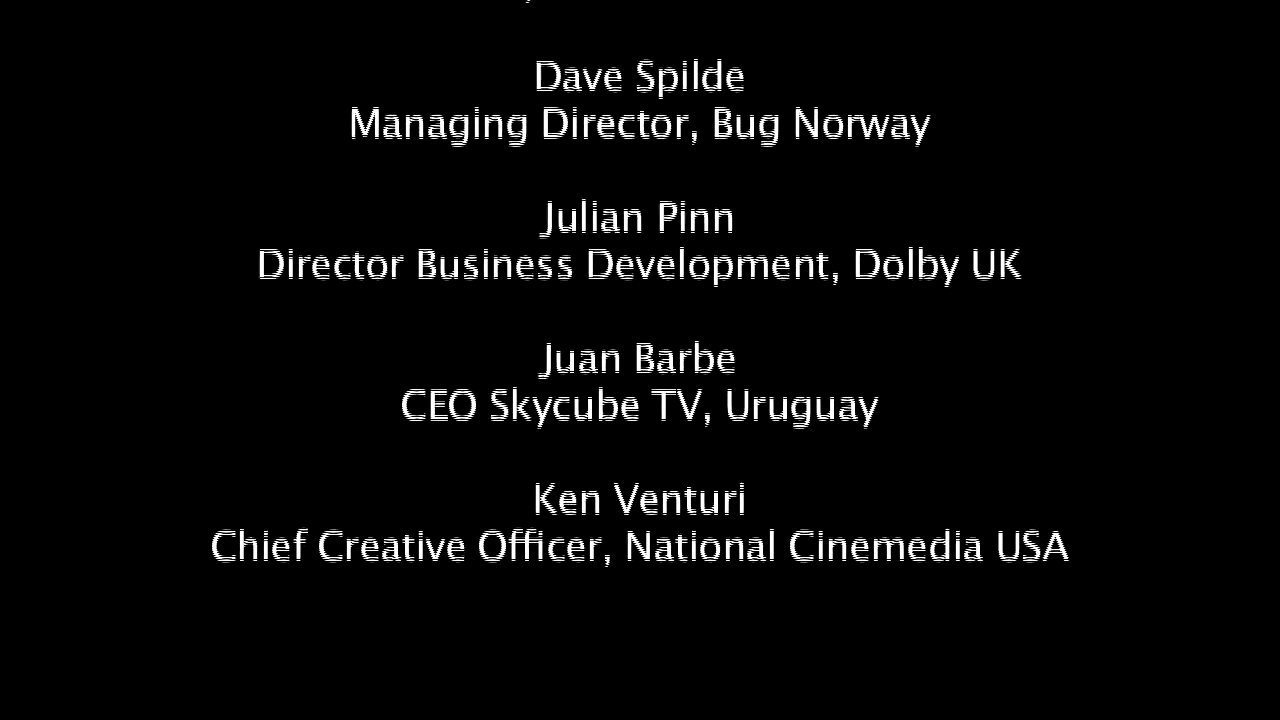 Dave Spilde
Managing Director, Bug Norway
Julian Pinn
Director Business Development, Dolby UK
Juan Barbe
CEO Skycube TV, Uruguay
Ken Venturi
Chief Creative Officer, National Cinemedia USA